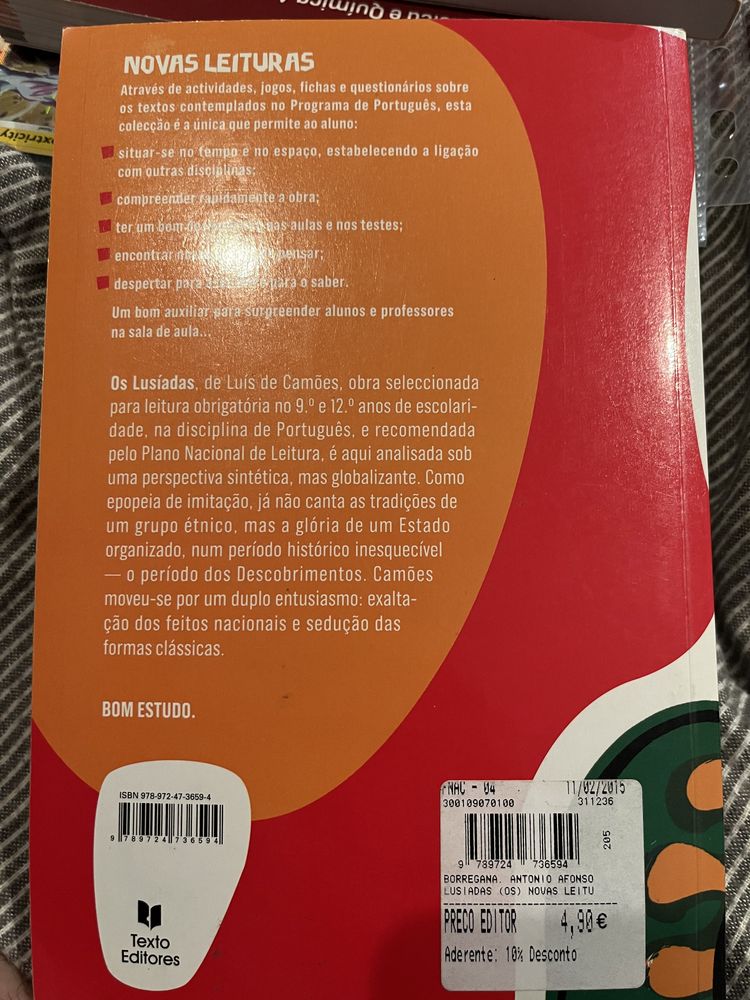 e Química A
oxtricity
NOVAS LEITURAS
Através de actividades, jogos, fichas e questionários sobre
os textos contemplados no Programa de Português, esta
colecção é a única que permite ao aluno:
situar-se no tempo e no espaço, estabelecendo a ligação
com outras disciplinas;
compreender rapidamente a obra;
ter um bom nas aulas e nos testes;
encontrar pensar;
despertar para e para o saber.
Um bom auxiliar para surpreender alunos e professores
na sala de aula...
Os Lusíadas, de Luís de Camões, obra seleccionada
para leitura obrigatória no 9.º e 12.º anos de escolari-
dade, na disciplina de Português, e recomendada
pelo Plano Nacional de Leitura, é aqui analisada sob
uma perspectiva sintética, mas globalizante. Como
epopeia de imitação, já não canta as tradições de
um grupo étnico, mas a glória de um Estado
organizado, num período histórico inesquecível
— o período dos Descobrimentos. Camões
moveu-se por um duplo entusiasmo: exalta-
ção dos feitos nacionais e sedução das
formas clássicas.
BOM ESTUDO.
ISBN 978-972-47-3659-4
9 789724 736594
Texto
Editores
FNAC - 04 11/02/2015
300109070100 311236
205
9 789724 736594
BORREGANA. ANTONIO AFONSO
LUSIADAS (OS) NOVAS LEITU
PRECO EDITOR 4,90€
Aderente: 10% Desconto